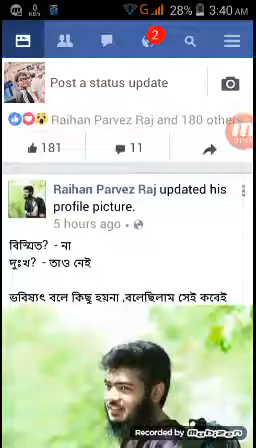 0 KB/s G 28% 3:40 AM
2
Post a status update
Raihan Parvez Raj and 180 others
181 11
Raihan Parvez Raj updated his
profile picture.
5 hours ago
বিস্মিত? - না
দুঃখ? - তাও নেই
ভবিষ্যৎ বলে কিছু হয়না ,বলেছিলাম সেই কবেই
Recorded by Mobizen